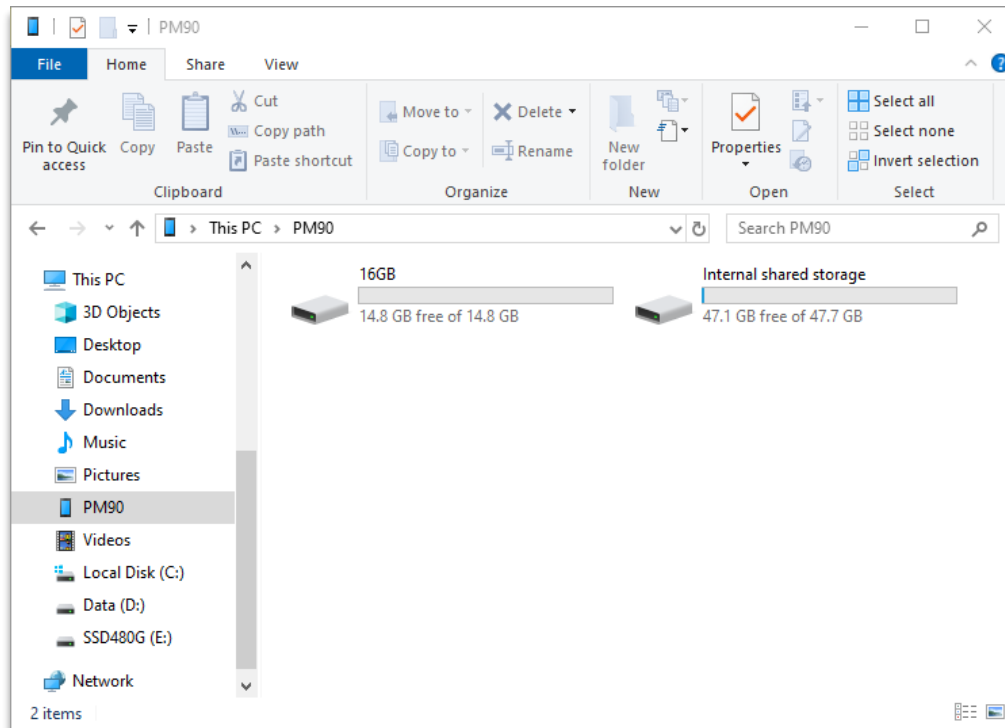 PM90
File Home Share View
Pin to Quick access
Copy
Paste
Cut
Copy path
Paste shortcut
Clipboard
Move to
Copy to
Delete
Rename
Organize
New folder
New
Properties
Open
Select all
Select none
Invert selection
Select
This PC > PM90
Search PM90
This PC
3D Objects
Desktop
Documents
Downloads
Music
Pictures
PM90
Videos
Local Disk (C:)
Data (D:)
SSD480G (E:)
Network
16GB
14.8 GB free of 14.8 GB
Internal shared storage
47.1 GB free of 47.7 GB
2 items